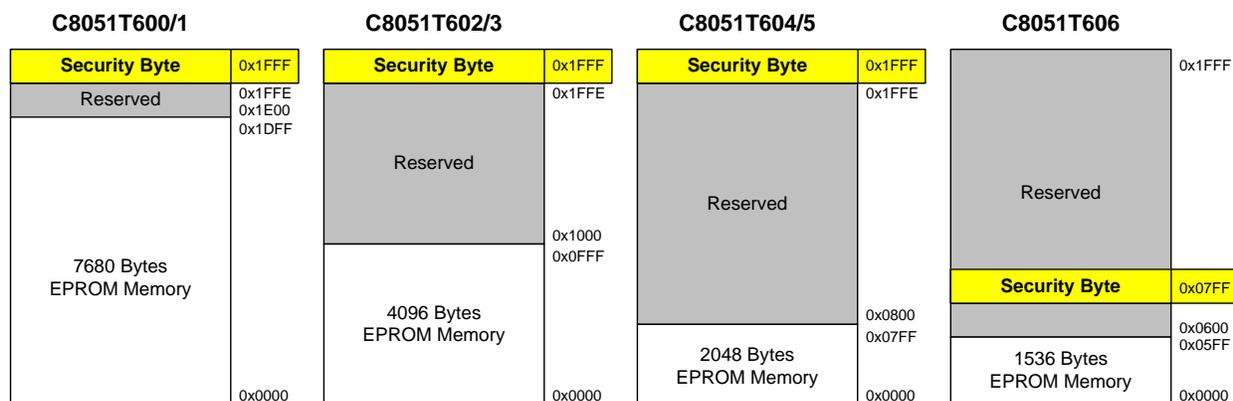 C8051T600/1
Security Byte
0x1FFF
Reserved
0x1FFE
0x1E00
0x1DFF
7680 Bytes
EPROM Memory
0x0000
C8051T602/3
Security Byte
0x1FFF
0x1FFE
Reserved
0x1000
0x0FFF
4096 Bytes
EPROM Memory
0x0000
C8051T604/5
Security Byte
0x1FFF
0x1FFE
Reserved
0x0800
0x07FF
2048 Bytes
EPROM Memory
0x0000
C8051T606
0x1FFF
Reserved
Security Byte
0x07FF
0x0600
0x05FF
1536 Bytes
EPROM Memory
0x0000